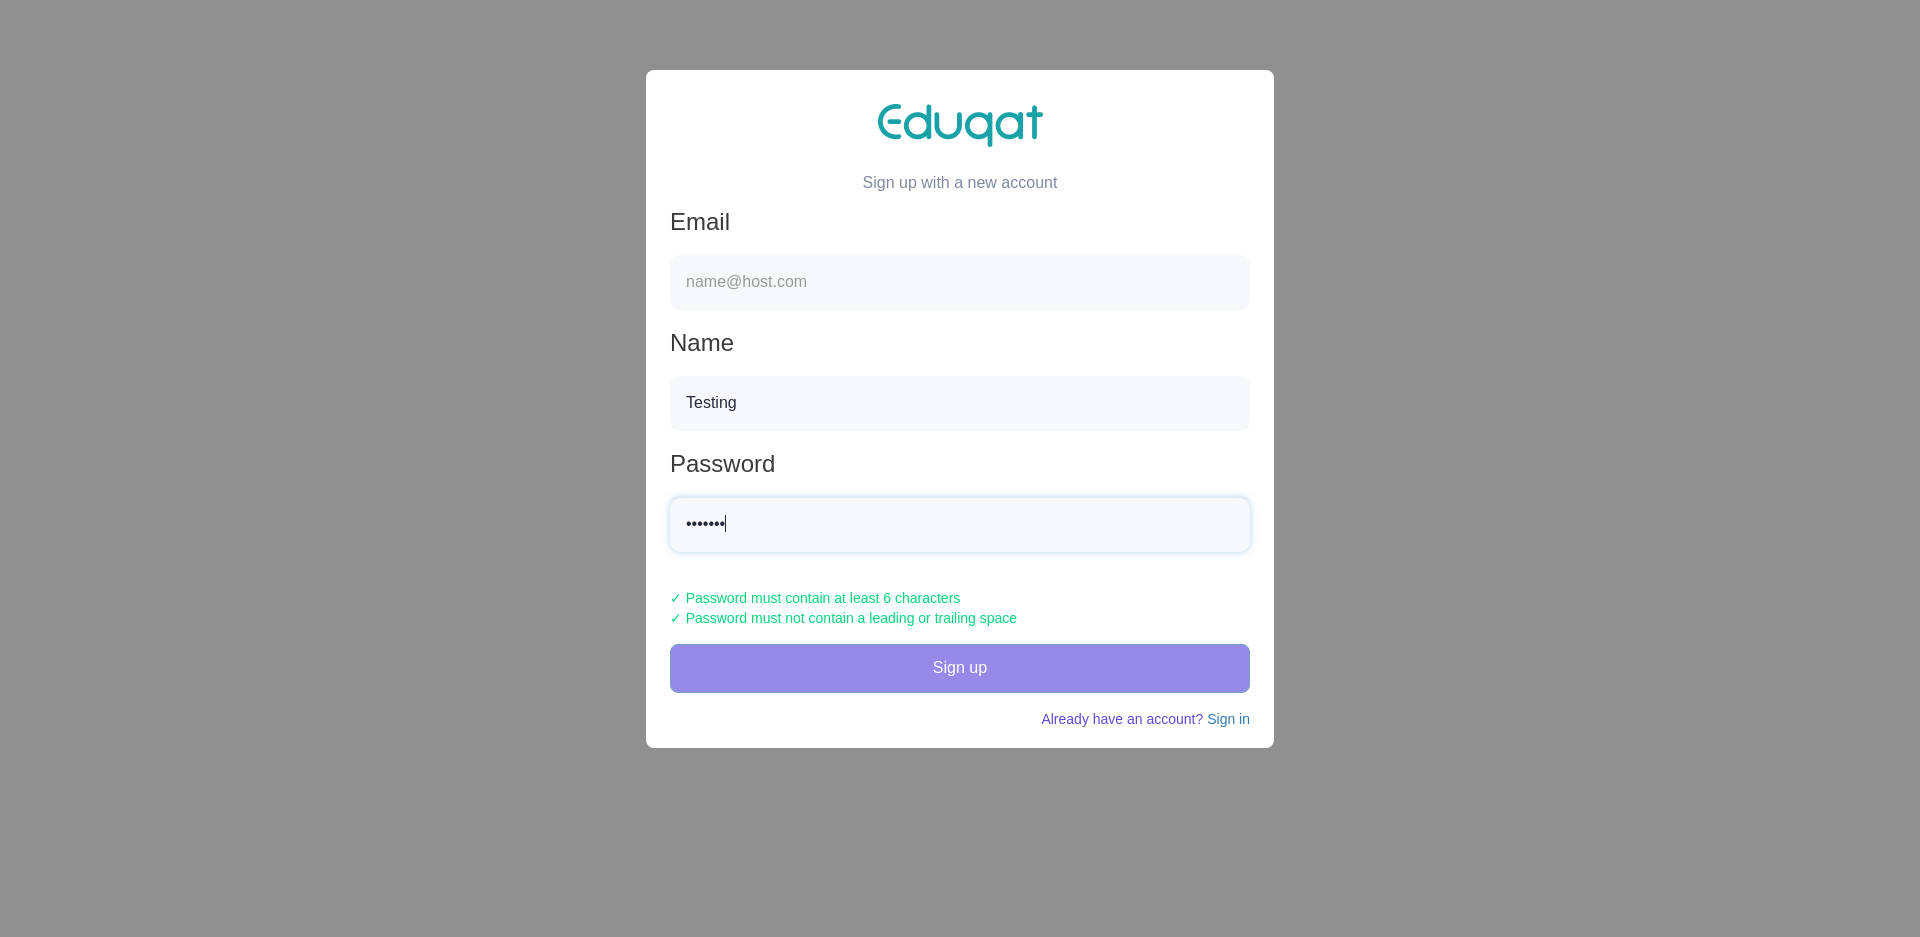 Eduqat
Sign up with a new account
Email
name@host.com
Name
Testing
Password
•••••••
✓ Password must contain at least 6 characters
✓ Password must not contain a leading or trailing space
Sign up
Already have an account? Sign in